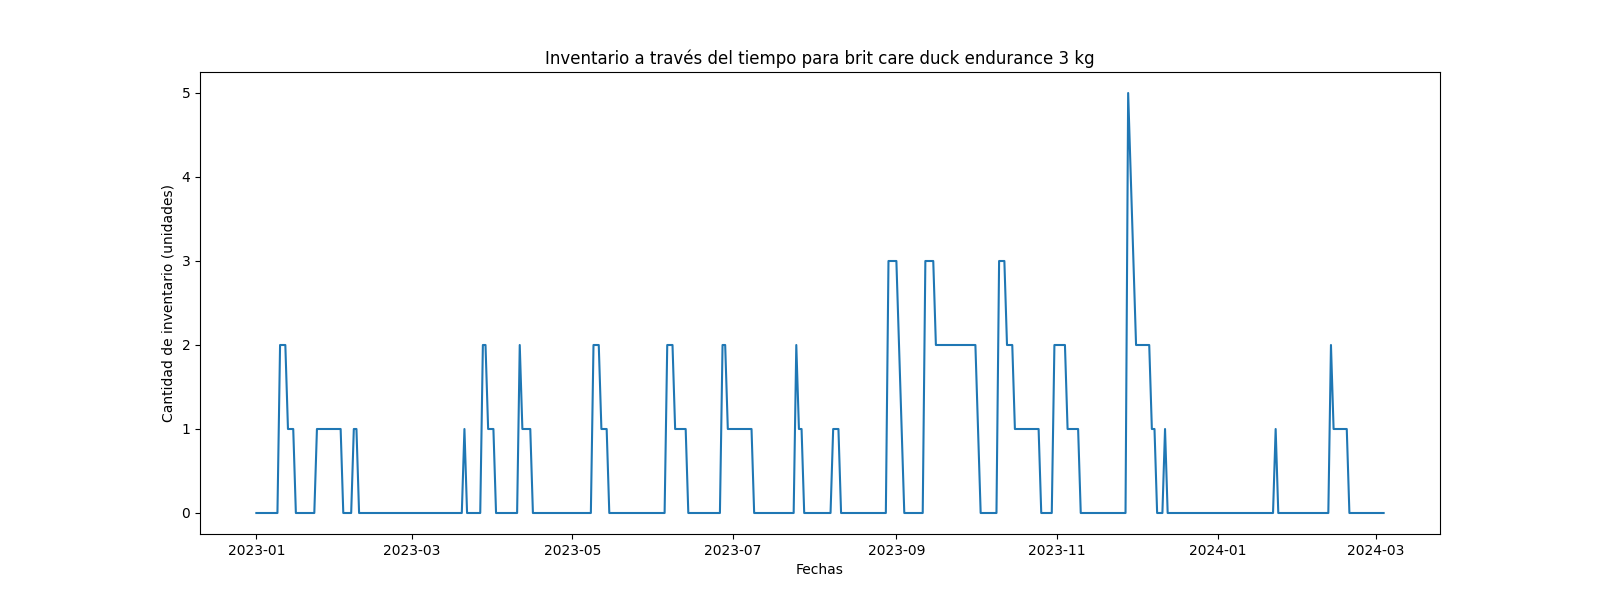 Inventario a través del tiempo para brit care duck endurance 3 kg
Cantidad de inventario (unidades)
5
4
3
2
1
0
2023-01 2023-03 2023-05 2023-07 2023-09 2023-11 2024-01 2024-03
Fechas